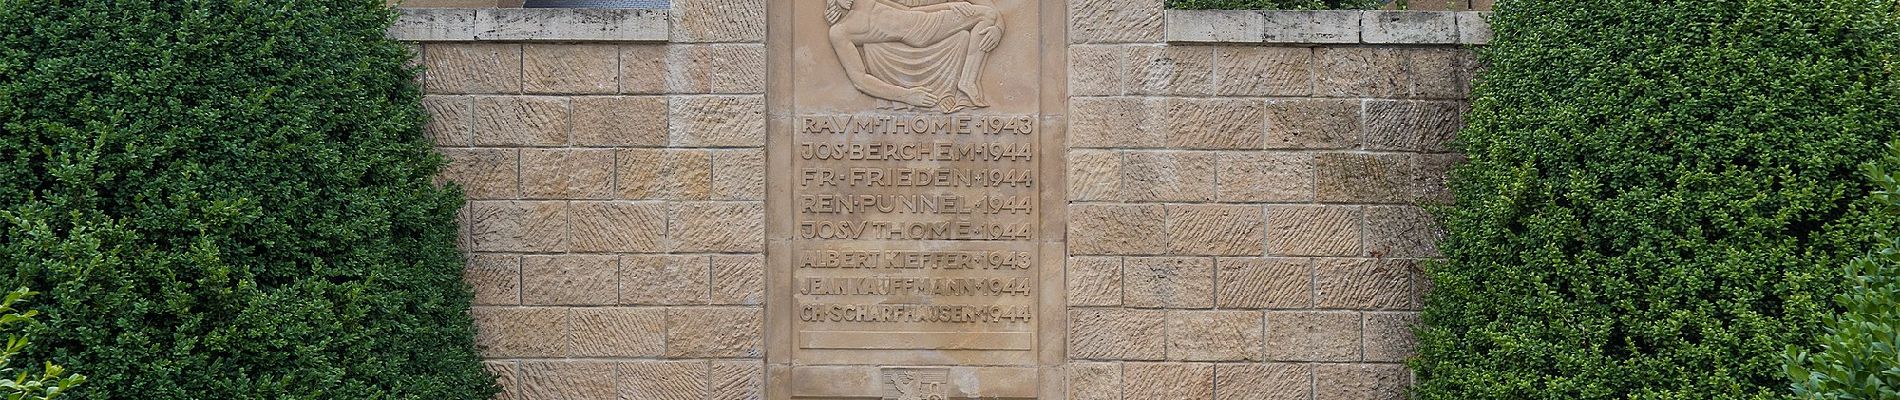 RAVM·THOME·1943
JOS·BERCHEM·1944
FR·FRIEDEN·1944
REN·PUNNEL·1944
JOSY THOME·1944
ALBERT KIEFFER·1943
JEAN KAUFFMANN·1944
CH·SCHARFHAUSEN·1944